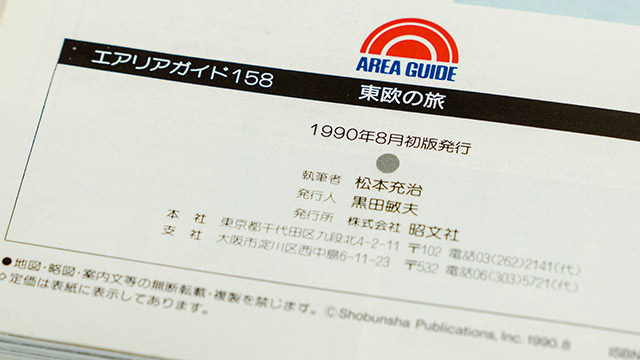 AREA GUIDE
エアリアガイド158 東欧の旅
1990年8月初版発行
執筆者 松本充治
発行人 黒田敏夫
発行所 株式会社 昭文社
本 社 東京都千代田区九段北4-2-11 〒102 電話03(262)2141(代)
支 社 大阪市淀川区西中島6-11-23 〒532 電話06(303)5721(代)
●地図・略図・案内文等の無断転載・複製を禁じます。©Shobunsha Publications, Inc. 1990. 8
◇定価は表紙に表示してあります。
ISBN